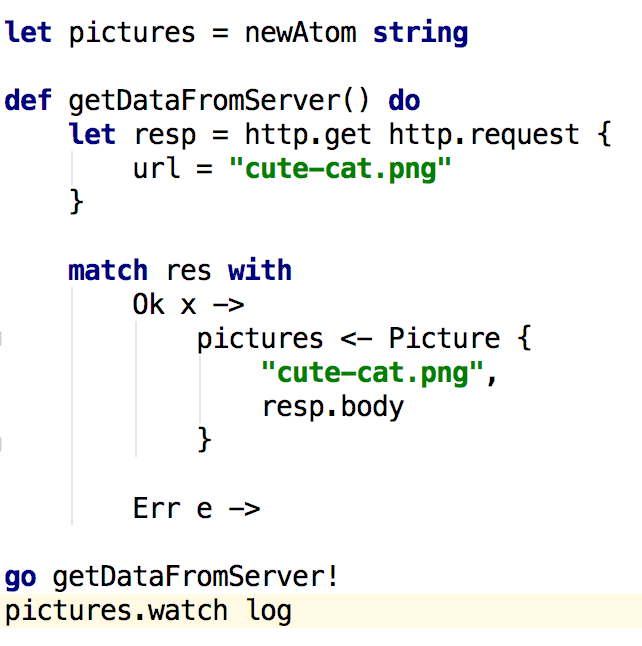 let pictures = newAtom string
def getDataFromServer() do
let resp = http.get http.request {
url = "cute-cat.png"
}
match res with
Ok x ->
pictures <- Picture {
"cute-cat.png",
resp.body
}
Err e ->
go getDataFromServer!
pictures.watch log